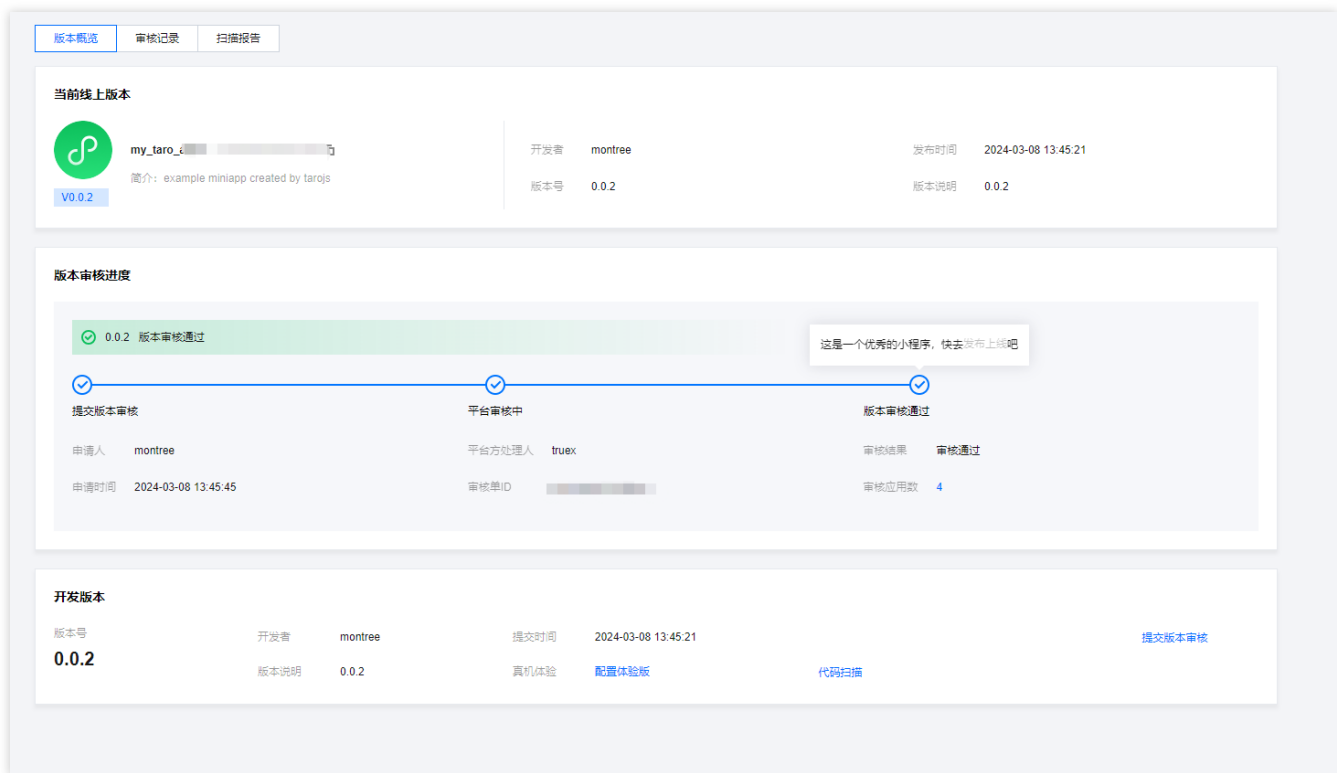 版本概览 审核记录 扫描报告
当前线上版本
my_taro_
简介：example miniapp created by tarojs
V0.0.2
开发者 montree 发布时间 2024-03-08 13:45:21
版本号 0.0.2 版本说明 0.0.2
版本审核进度
0.0.2 版本审核通过
这是一个优秀的小程序，快去发布上线吧
提交版本审核 平台审核中 版本审核通过
申请人 montree 平台方处理人 truex 审核结果 审核通过
申请时间 2024-03-08 13:45:45 审核单ID 审核应用数 4
开发版本
版本号
0.0.2
开发者 montree 提交时间 2024-03-08 13:45:21 提交版本审核
版本说明 0.0.2 真机体验 配置体验版 代码扫描